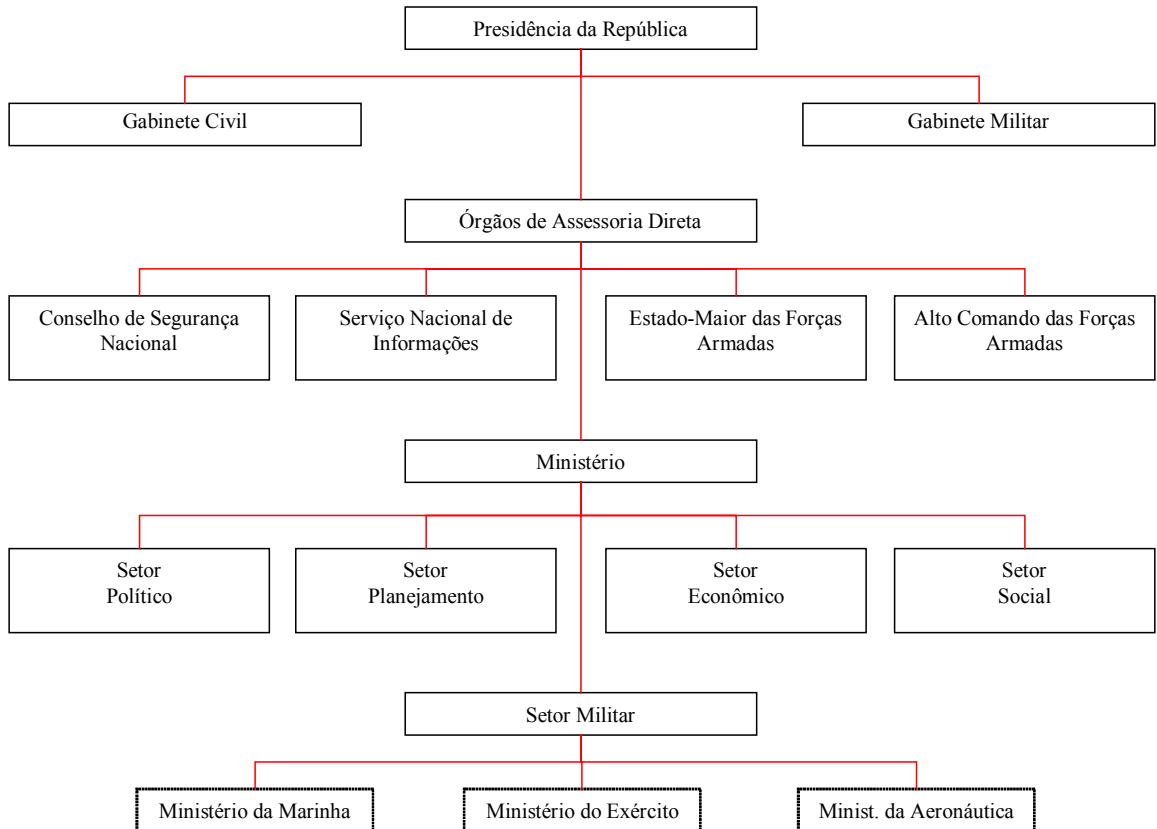 Presidência da República
Gabinete Civil
Gabinete Militar
Órgãos de Assessoria Direta
Conselho de Segurança
Nacional
Serviço Nacional de
Informações
Estado-Maior das Forças
Armadas
Alto Comando das Forças
Armadas
Ministério
Setor
Político
Setor
Planejamento
Setor
Econômico
Setor
Social
Setor Militar
Ministério da Marinha
Ministério do Exército
Minist. da Aeronáutica